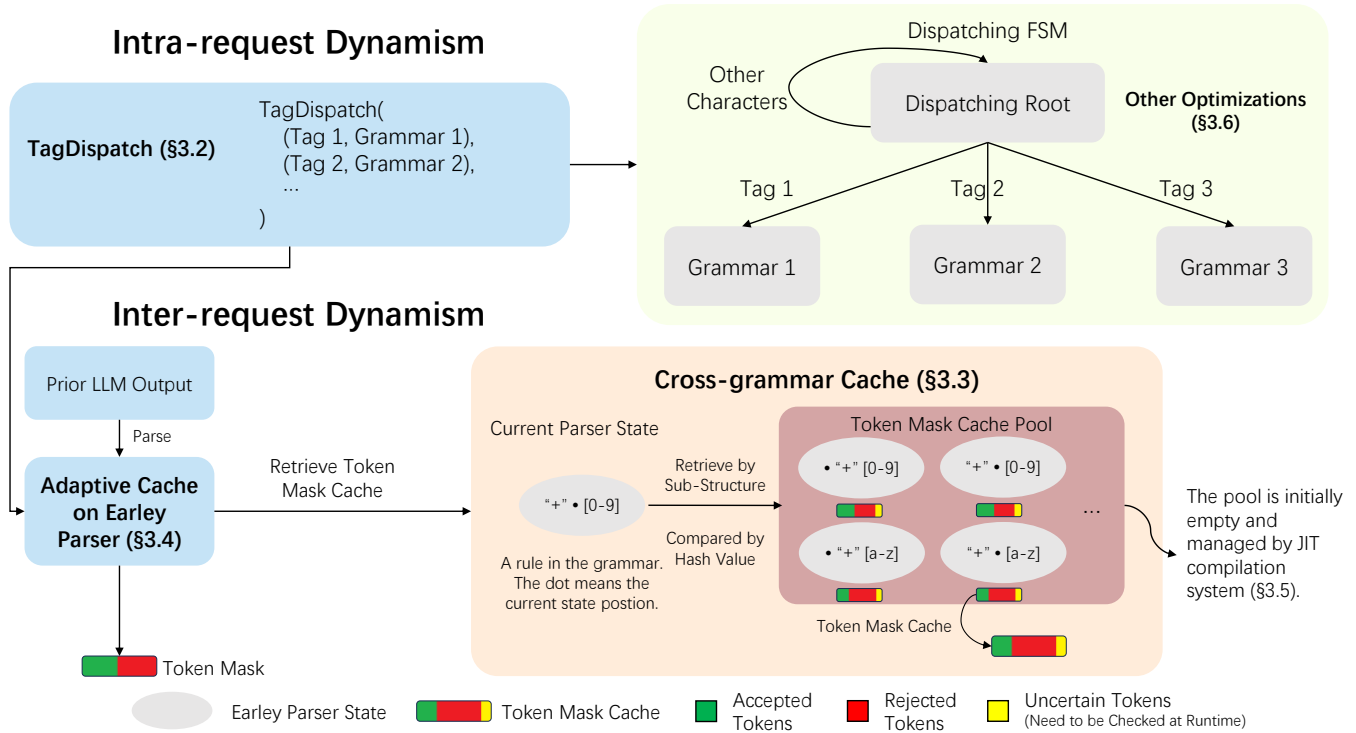 Intra-request Dynamism
TagDispatch (§3.2)
TagDispatch(
(Tag 1, Grammar 1),
(Tag 2, Grammar 2),
...
)
Dispatching FSM
Other
Characters
Dispatching Root
Other Optimizations
(§3.6)
Tag 1
Tag 2
Tag 3
Grammar 1
Grammar 2
Grammar 3
Inter-request Dynamism
Prior LLM Output
Parse
Adaptive Cache
on Earley
Parser (§3.4)
Retrieve Token
Mask Cache
Token Mask
Cross-grammar Cache (§3.3)
Current Parser State
“+” • [0-9]
A rule in the grammar.
The dot means the
current state postion.
Retrieve by
Sub-Structure
Compared by
Hash Value
Token Mask Cache Pool
• “+” [0-9]
“+” • [0-9]
• “+” [a-z]
“+” • [a-z]
...
Token Mask Cache
The pool is initially
empty and
managed by JIT
compilation
system (§3.5).
Earley Parser State
Token Mask Cache
Accepted
Tokens
Rejected
Tokens
Uncertain Tokens
(Need to be Checked at Runtime)